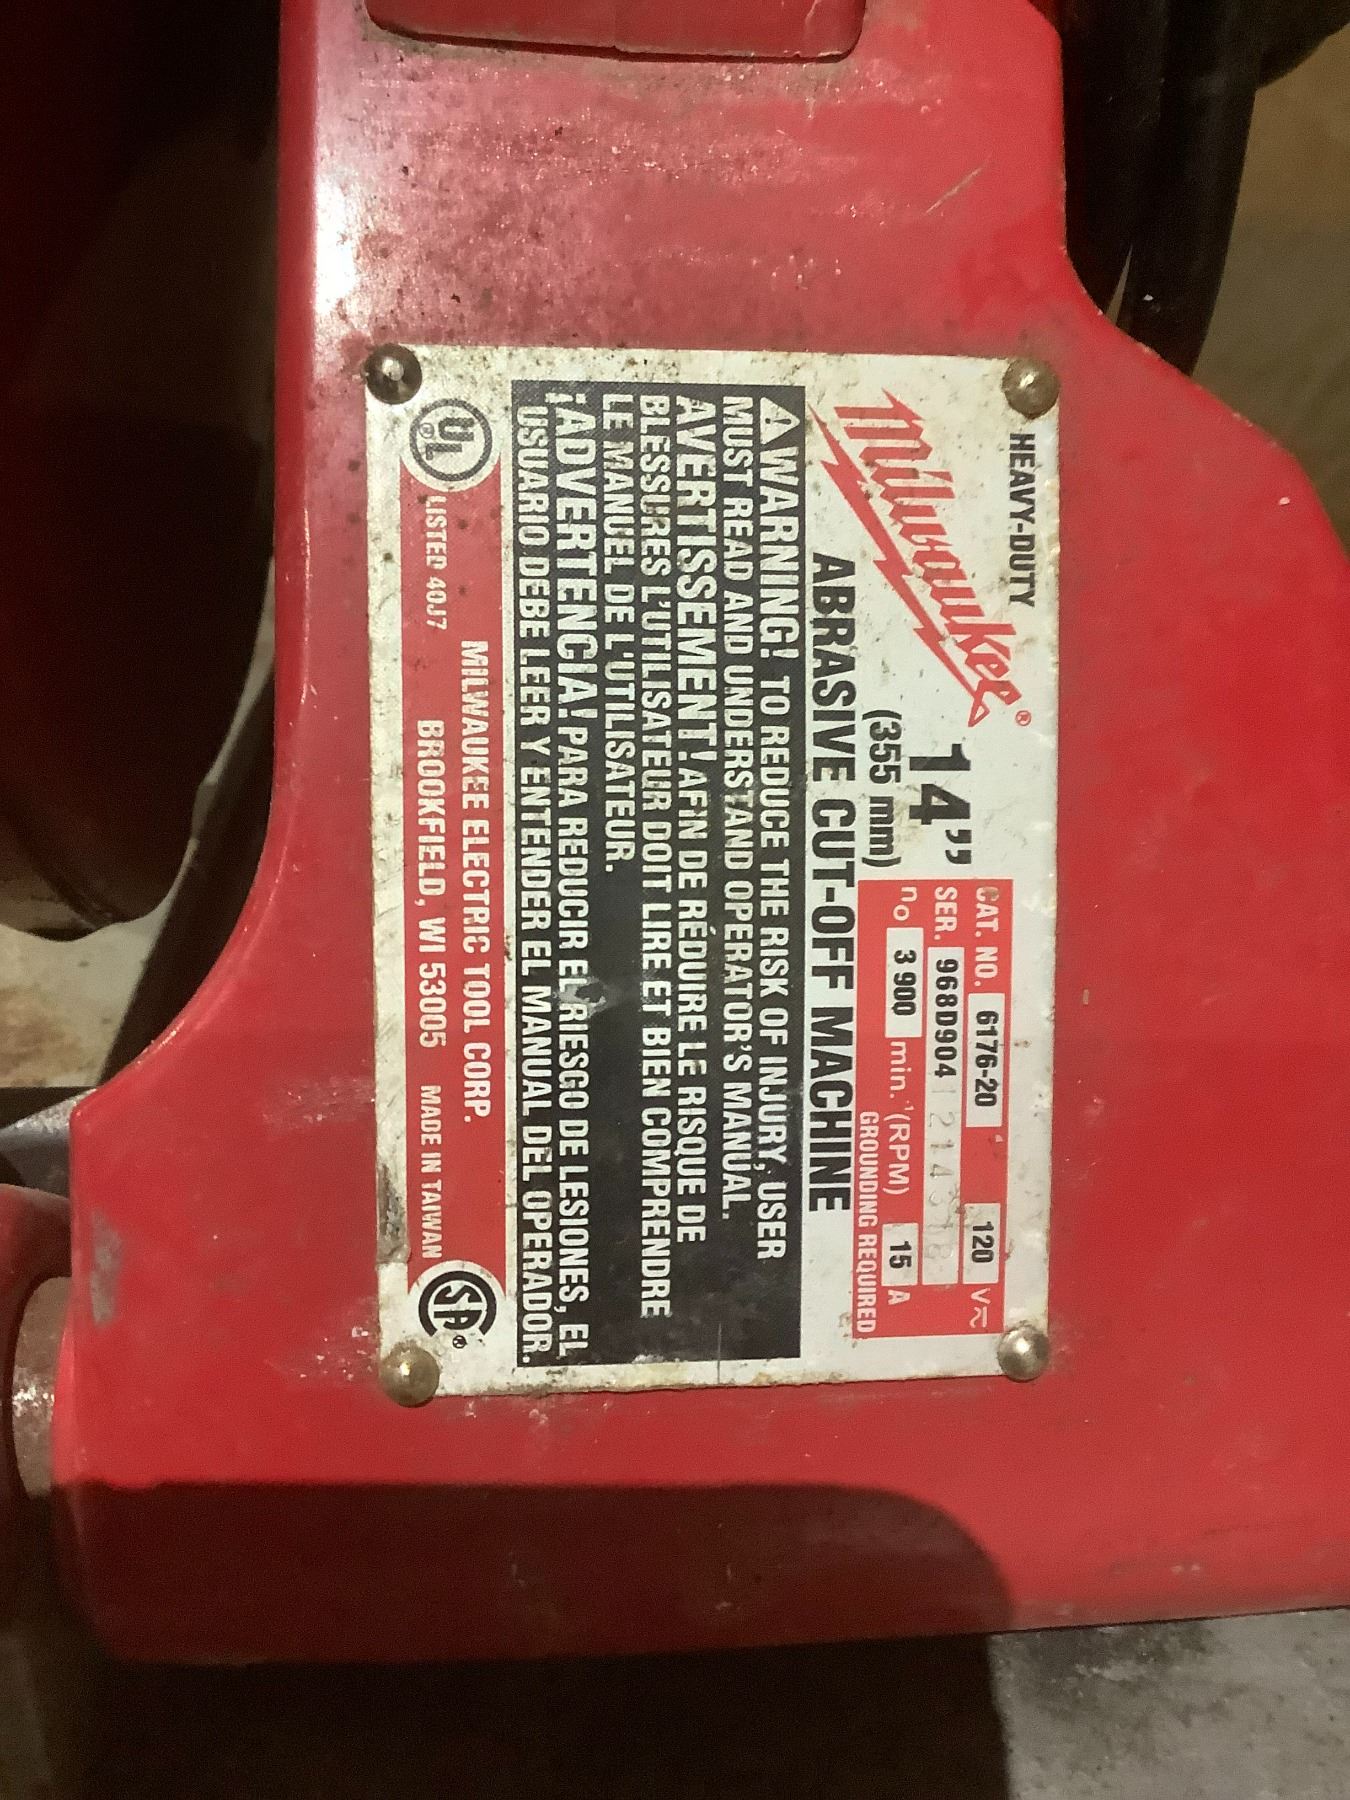 HEAVY-DUTY
Milwaukee®
14"
(355 mm)
CAT. NO. 6176-20 120 V
SER. 968D904
no 3900 min.⁻¹(RPM) 15 A
GROUNDING REQUIRED
ABRASIVE CUT-OFF MACHINE
⚠WARNING! TO REDUCE THE RISK OF INJURY, USER
MUST READ AND UNDERSTAND OPERATOR'S MANUAL.
AVERTISSEMENT! AFIN DE RÉDUIRE LE RISQUE DE
BLESSURES L'UTILISATEUR DOIT LIRE ET BIEN COMPRENDRE
LE MANUEL DE L'UTILISATEUR.
¡ADVERTENCIA! PARA REDUCIR EL RIESGO DE LESIONES, EL
USUARIO DEBE LEER Y ENTENDER EL MANUAL DEL OPERADOR.
UL®
LISTED 40J7
MILWAUKEE ELECTRIC TOOL CORP.
BROOKFIELD, WI 53005 MADE IN TAIWAN
SA®